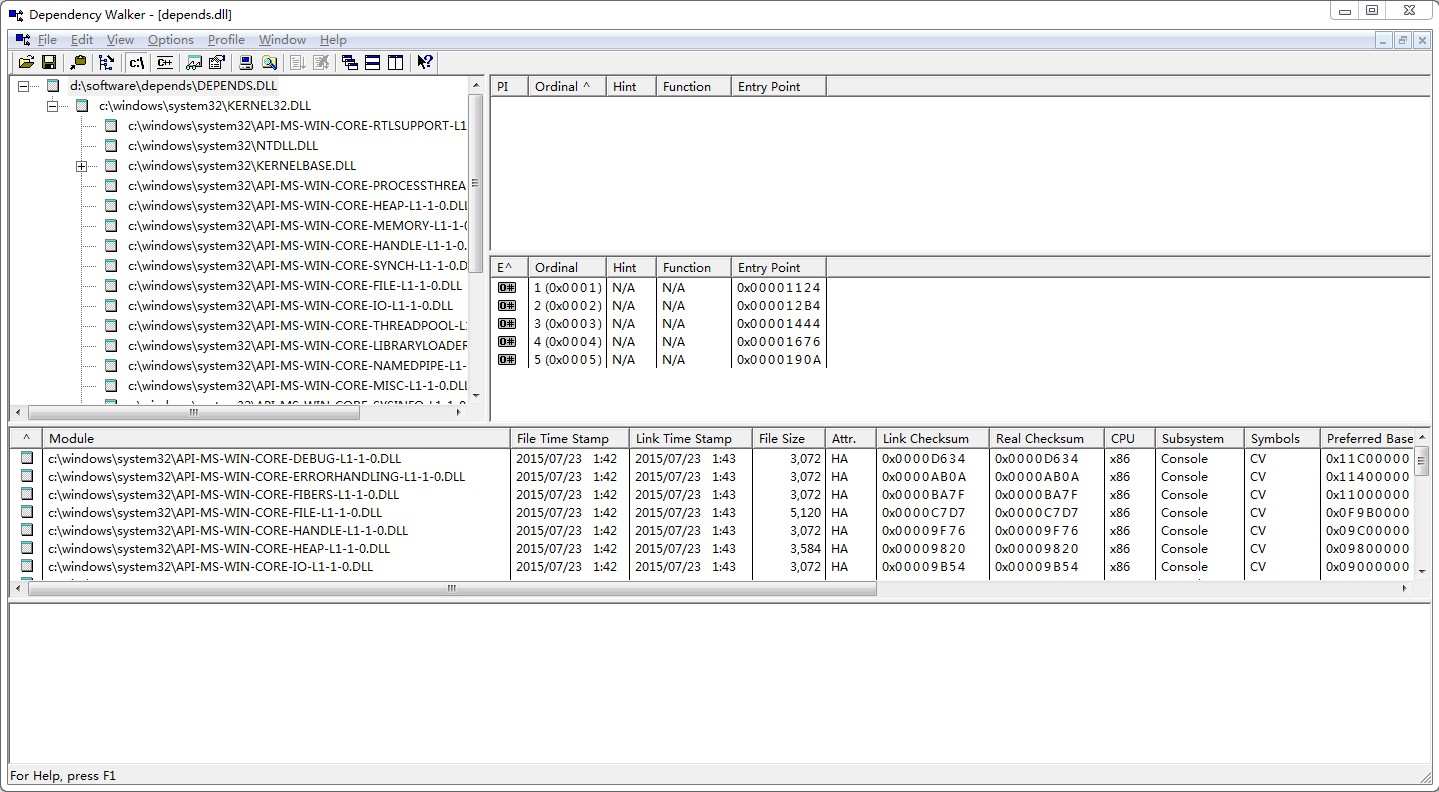 Dependency Walker - [depends.dll]
File Edit View Options Profile Window Help
c:\ C++
d:\software\depends\DEPENDS.DLL
c:\windows\system32\KERNEL32.DLL
c:\windows\system32\API-MS-WIN-CORE-RTLSUPPORT-L1
c:\windows\system32\NTDLL.DLL
c:\windows\system32\KERNELBASE.DLL
c:\windows\system32\API-MS-WIN-CORE-PROCESSTHREA
c:\windows\system32\API-MS-WIN-CORE-HEAP-L1-1-0.DLL
c:\windows\system32\API-MS-WIN-CORE-MEMORY-L1-1-0
c:\windows\system32\API-MS-WIN-CORE-HANDLE-L1-1-0.
c:\windows\system32\API-MS-WIN-CORE-SYNCH-L1-1-0.D
c:\windows\system32\API-MS-WIN-CORE-FILE-L1-1-0.DLL
c:\windows\system32\API-MS-WIN-CORE-IO-L1-1-0.DLL
c:\windows\system32\API-MS-WIN-CORE-THREADPOOL-L1
c:\windows\system32\API-MS-WIN-CORE-LIBRARYLOADER
c:\windows\system32\API-MS-WIN-CORE-NAMEDPIPE-L1-
c:\windows\system32\API-MS-WIN-CORE-MISC-L1-1-0.DLL
PI Ordinal ^ Hint Function Entry Point
E^ Ordinal Hint Function Entry Point
O# 1 (0x0001) N/A N/A 0x00001124
O# 2 (0x0002) N/A N/A 0x000012B4
O# 3 (0x0003) N/A N/A 0x00001444
O# 4 (0x0004) N/A N/A 0x00001676
O# 5 (0x0005) N/A N/A 0x0000190A
^ Module File Time Stamp Link Time Stamp File Size Attr. Link Checksum Real Checksum CPU Subsystem Symbols Preferred Base
c:\windows\system32\API-MS-WIN-CORE-DEBUG-L1-1-0.DLL 2015/07/23 1:42 2015/07/23 1:43 3,072 HA 0x0000D634 0x0000D634 x86 Console CV 0x11C00000
c:\windows\system32\API-MS-WIN-CORE-ERRORHANDLING-L1-1-0.DLL 2015/07/23 1:42 2015/07/23 1:43 3,072 HA 0x0000AB0A 0x0000AB0A x86 Console CV 0x11400000
c:\windows\system32\API-MS-WIN-CORE-FIBERS-L1-1-0.DLL 2015/07/23 1:42 2015/07/23 1:43 3,072 HA 0x0000BA7F 0x0000BA7F x86 Console CV 0x11000000
c:\windows\system32\API-MS-WIN-CORE-FILE-L1-1-0.DLL 2015/07/23 1:42 2015/07/23 1:43 5,120 HA 0x0000C7D7 0x0000C7D7 x86 Console CV 0x0F9B0000
c:\windows\system32\API-MS-WIN-CORE-HANDLE-L1-1-0.DLL 2015/07/23 1:42 2015/07/23 1:43 3,072 HA 0x00009F76 0x00009F76 x86 Console CV 0x09C00000
c:\windows\system32\API-MS-WIN-CORE-HEAP-L1-1-0.DLL 2015/07/23 1:42 2015/07/23 1:43 3,584 HA 0x00009820 0x00009820 x86 Console CV 0x09800000
c:\windows\system32\API-MS-WIN-CORE-IO-L1-1-0.DLL 2015/07/23 1:42 2015/07/23 1:43 3,072 HA 0x00009B54 0x00009B54 x86 Console CV 0x09000000
For Help, press F1